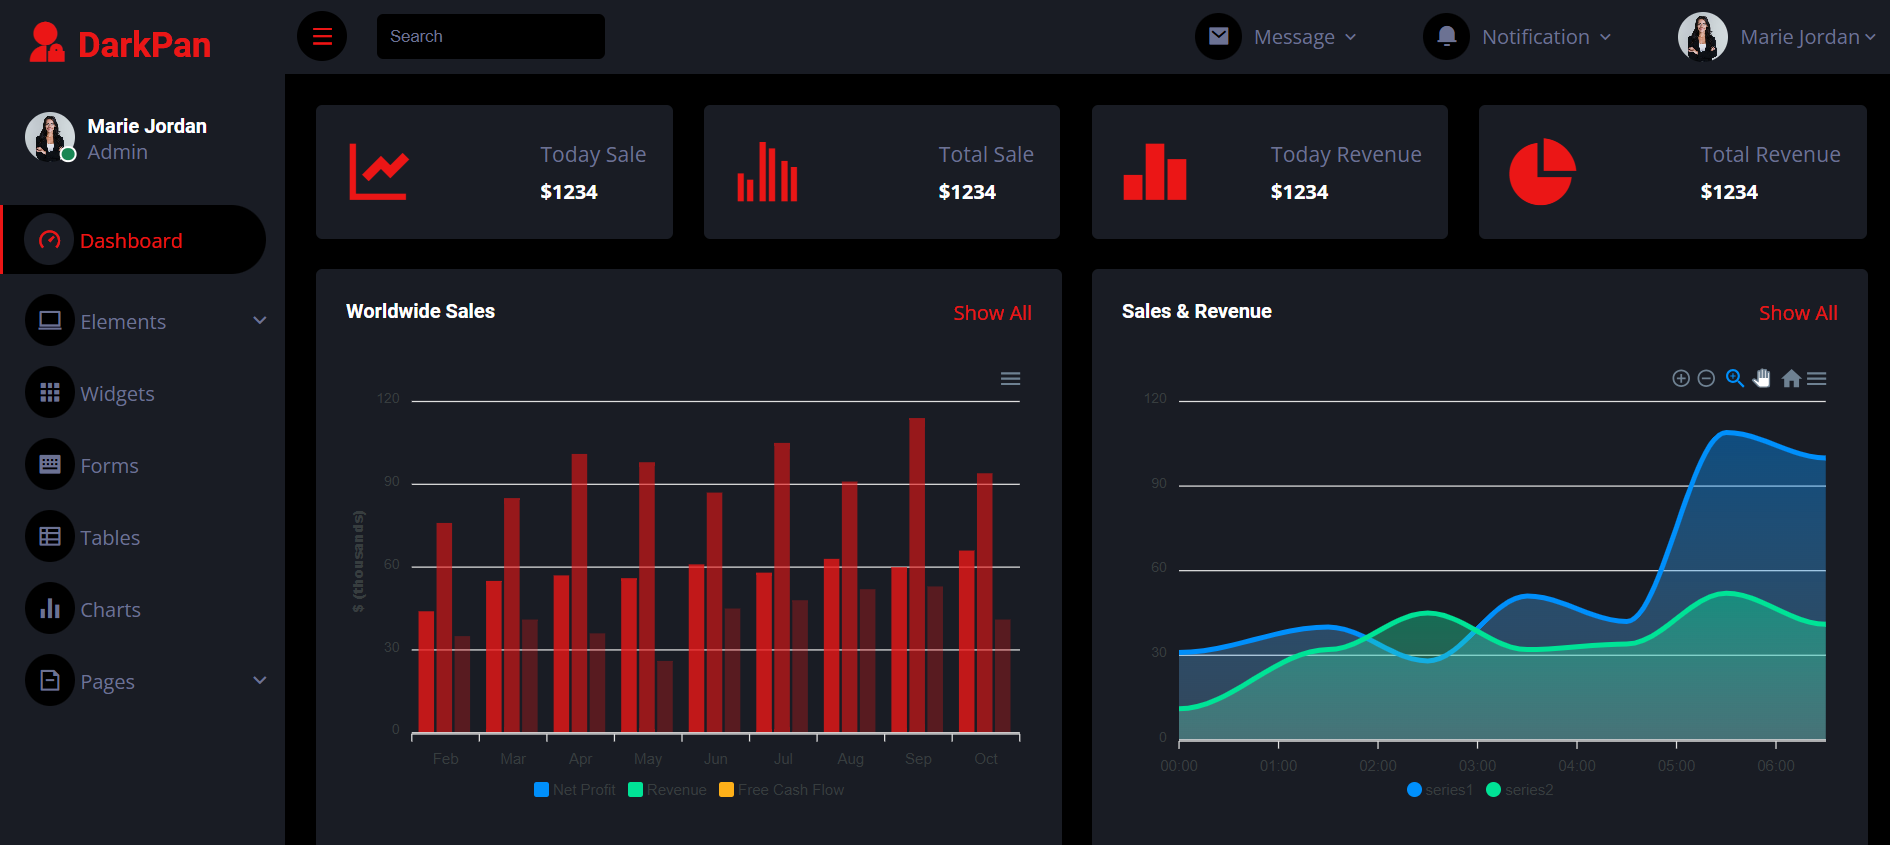 DarkPan
Search
Message
Notification
Marie Jordan
Marie Jordan
Admin
Dashboard
Elements
Widgets
Forms
Tables
Charts
Pages
Today Sale
$1234
Total Sale
$1234
Today Revenue
$1234
Total Revenue
$1234
Worldwide Sales
Show All
120
90
60
30
0
$ (thousands)
Feb Mar Apr May Jun Jul Aug Sep Oct
Net Profit Revenue Free Cash Flow
Sales & Revenue
Show All
120
90
60
30
0
00:00 01:00 02:00 03:00 04:00 05:00 06:00
series1 series2